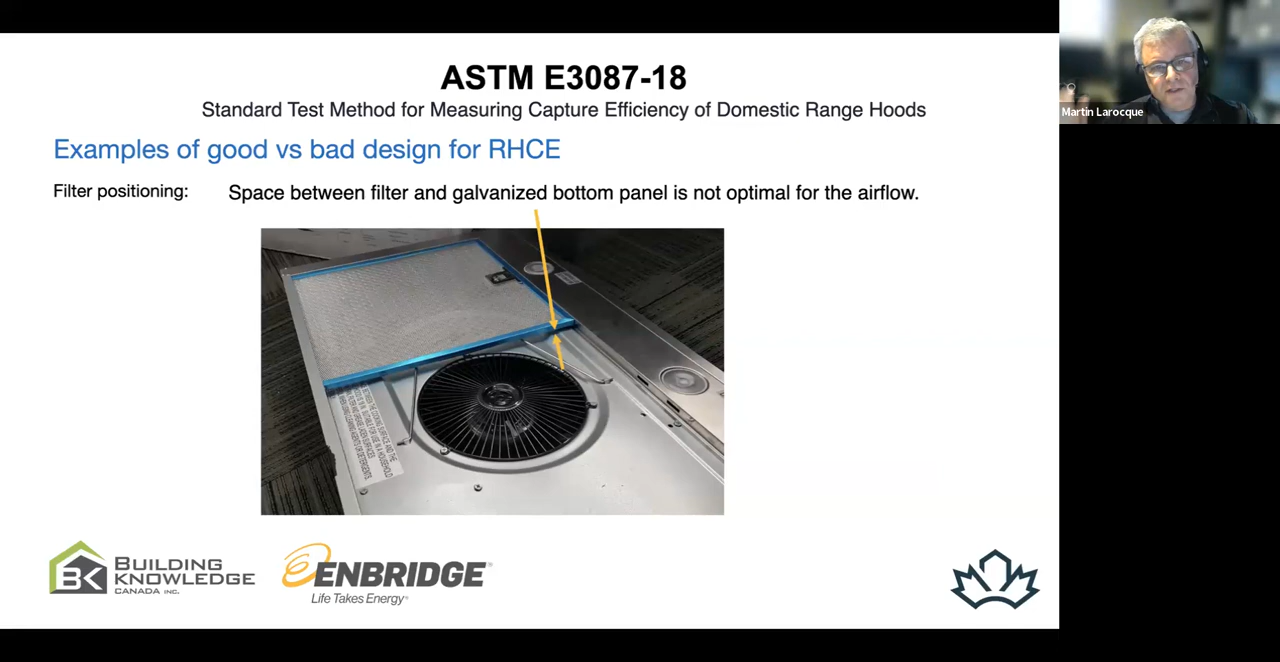 ASTM E3087-18
Standard Test Method for Measuring Capture Efficiency of Domestic Range Hoods
Examples of good vs bad design for RHCE
Filter positioning:
Space between filter and galvanized bottom panel is not optimal for the airflow.
BK
BUILDING
KNOWLEDGE
CANADA INC.
ENBRIDGE®
Life Takes Energy®
Martin Larocque